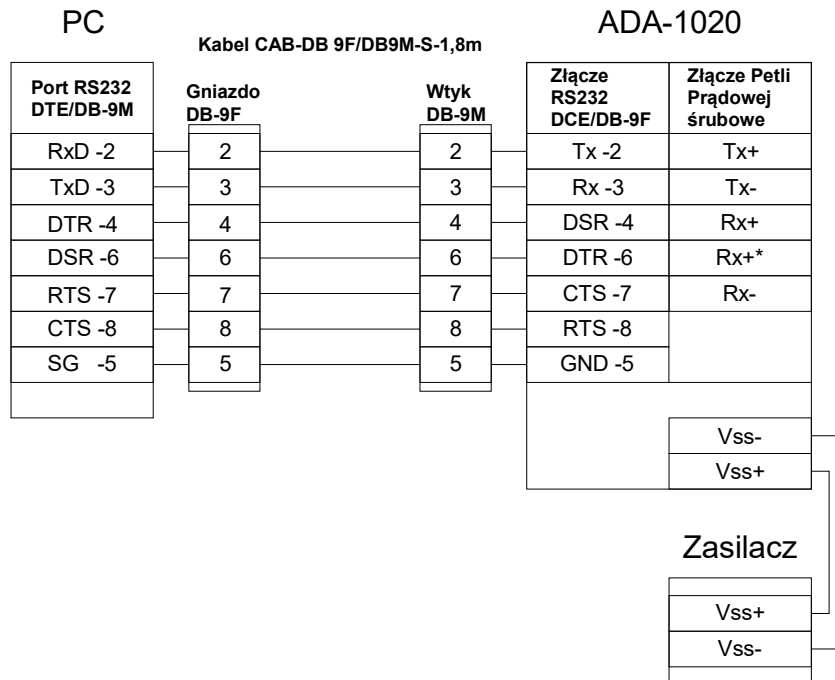 PC
ADA-1020
Kabel CAB-DB 9F/DB9M-S-1,8m
Port RS232
DTE/DB-9M
Gniazdo
DB-9F
Wtyk
DB-9M
Złącze
RS232
DCE/DB-9F
Złącze Petli
Prądowej
śrubowe
RxD -2 2 2 Tx -2 Tx+
TxD -3 3 3 Rx -3 Tx-
DTR -4 4 4 DSR -4 Rx+
DSR -6 6 6 DTR -6 Rx+*
RTS -7 7 7 CTS -7 Rx-
CTS -8 8 8 RTS -8
SG -5 5 5 GND -5
Vss-
Vss+
Zasilacz
Vss+
Vss-